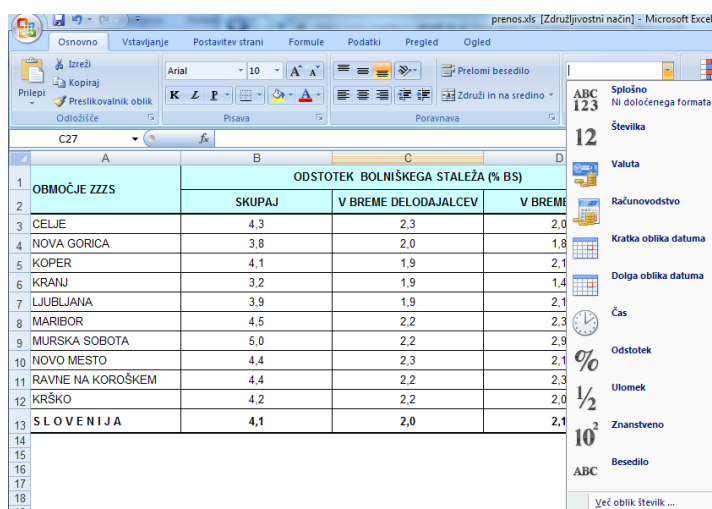 prenos.xls [Združljivostni način] - Microsoft Excel
Osnovno Vstavljanje Postavitev strani Formule Podatki Pregled Ogled
Prilepi
Izreži
Kopiraj
Preslikovalnik oblik
Odložišče
Arial 10 A A
K L P A
Pisava
Prelomi besedilo
Združi in na sredino
Poravnava
C27 fx
A B C D
1 OBMOČJE ZZZS ODSTOTEK BOLNIŠKEGA STALEŽA (% BS)
2 SKUPAJ V BREME DELODAJALCEV V BREME
3 CELJE 4,3 2,3 2,0
4 NOVA GORICA 3,8 2,0 1,8
5 KOPER 4,1 1,9 2,1
6 KRANJ 3,2 1,9 1,4
7 LJUBLJANA 3,9 1,9 2,1
8 MARIBOR 4,5 2,2 2,3
9 MURSKA SOBOTA 5,0 2,2 2,9
10 NOVO MESTO 4,4 2,3 2,1
11 RAVNE NA KOROŠKEM 4,4 2,2 2,3
12 KRŠKO 4,2 2,2 2,0
13 S L O V E N I J A 4,1 2,0 2,1
14
15
16
17
18
ABC 123 Splošno
Ni določenega formata
12 Številka
Valuta
Računovodstvo
Kratka oblika datuma
Dolga oblika datuma
Čas
% Odstotek
1/2 Ulomek
10² Znanstveno
ABC Besedilo
Več oblik številk ...